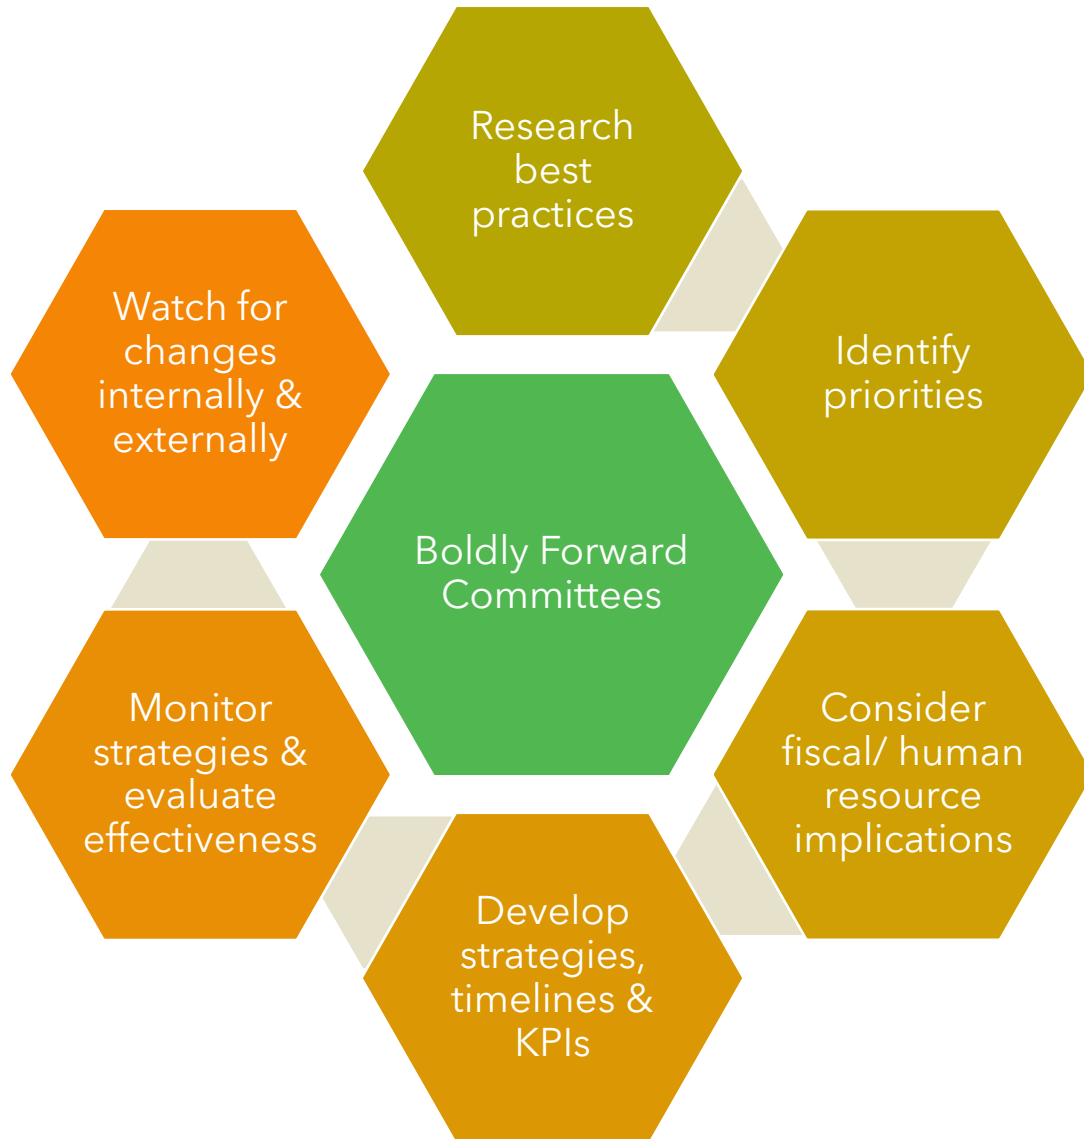 Research
best
practices
Identify
priorities
Consider
fiscal/ human
resource
implications
Develop
strategies,
timelines &
KPIs
Monitor
strategies &
evaluate
effectiveness
Watch for
changes
internally &
externally
Boldly Forward
Committees